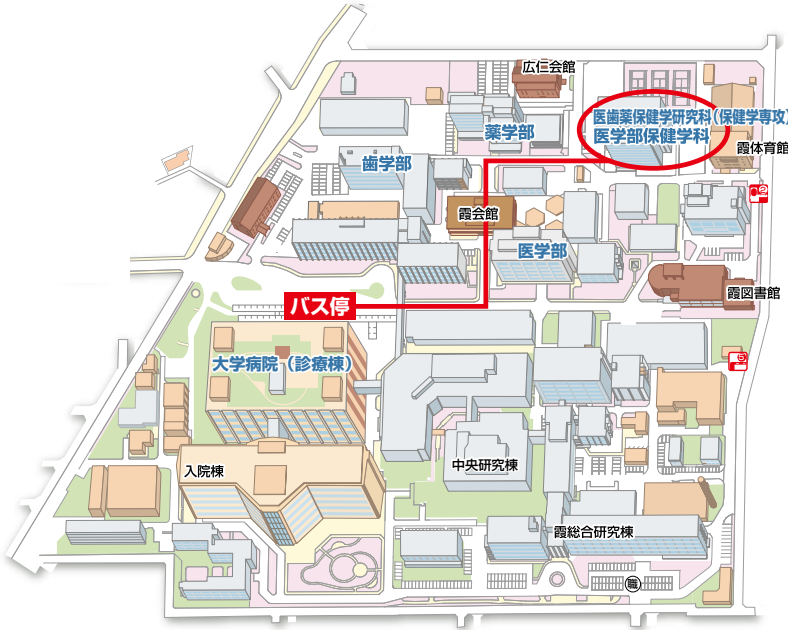 広仁会館
医歯薬保健学研究科(保健学専攻)
医学部保健学科
薬学部
霞体育館
歯学部
2
霞会館
医学部
霞図書館
バス停
大学病院(診療棟)
5
入院棟
中央研究棟
霞総合研究棟
職